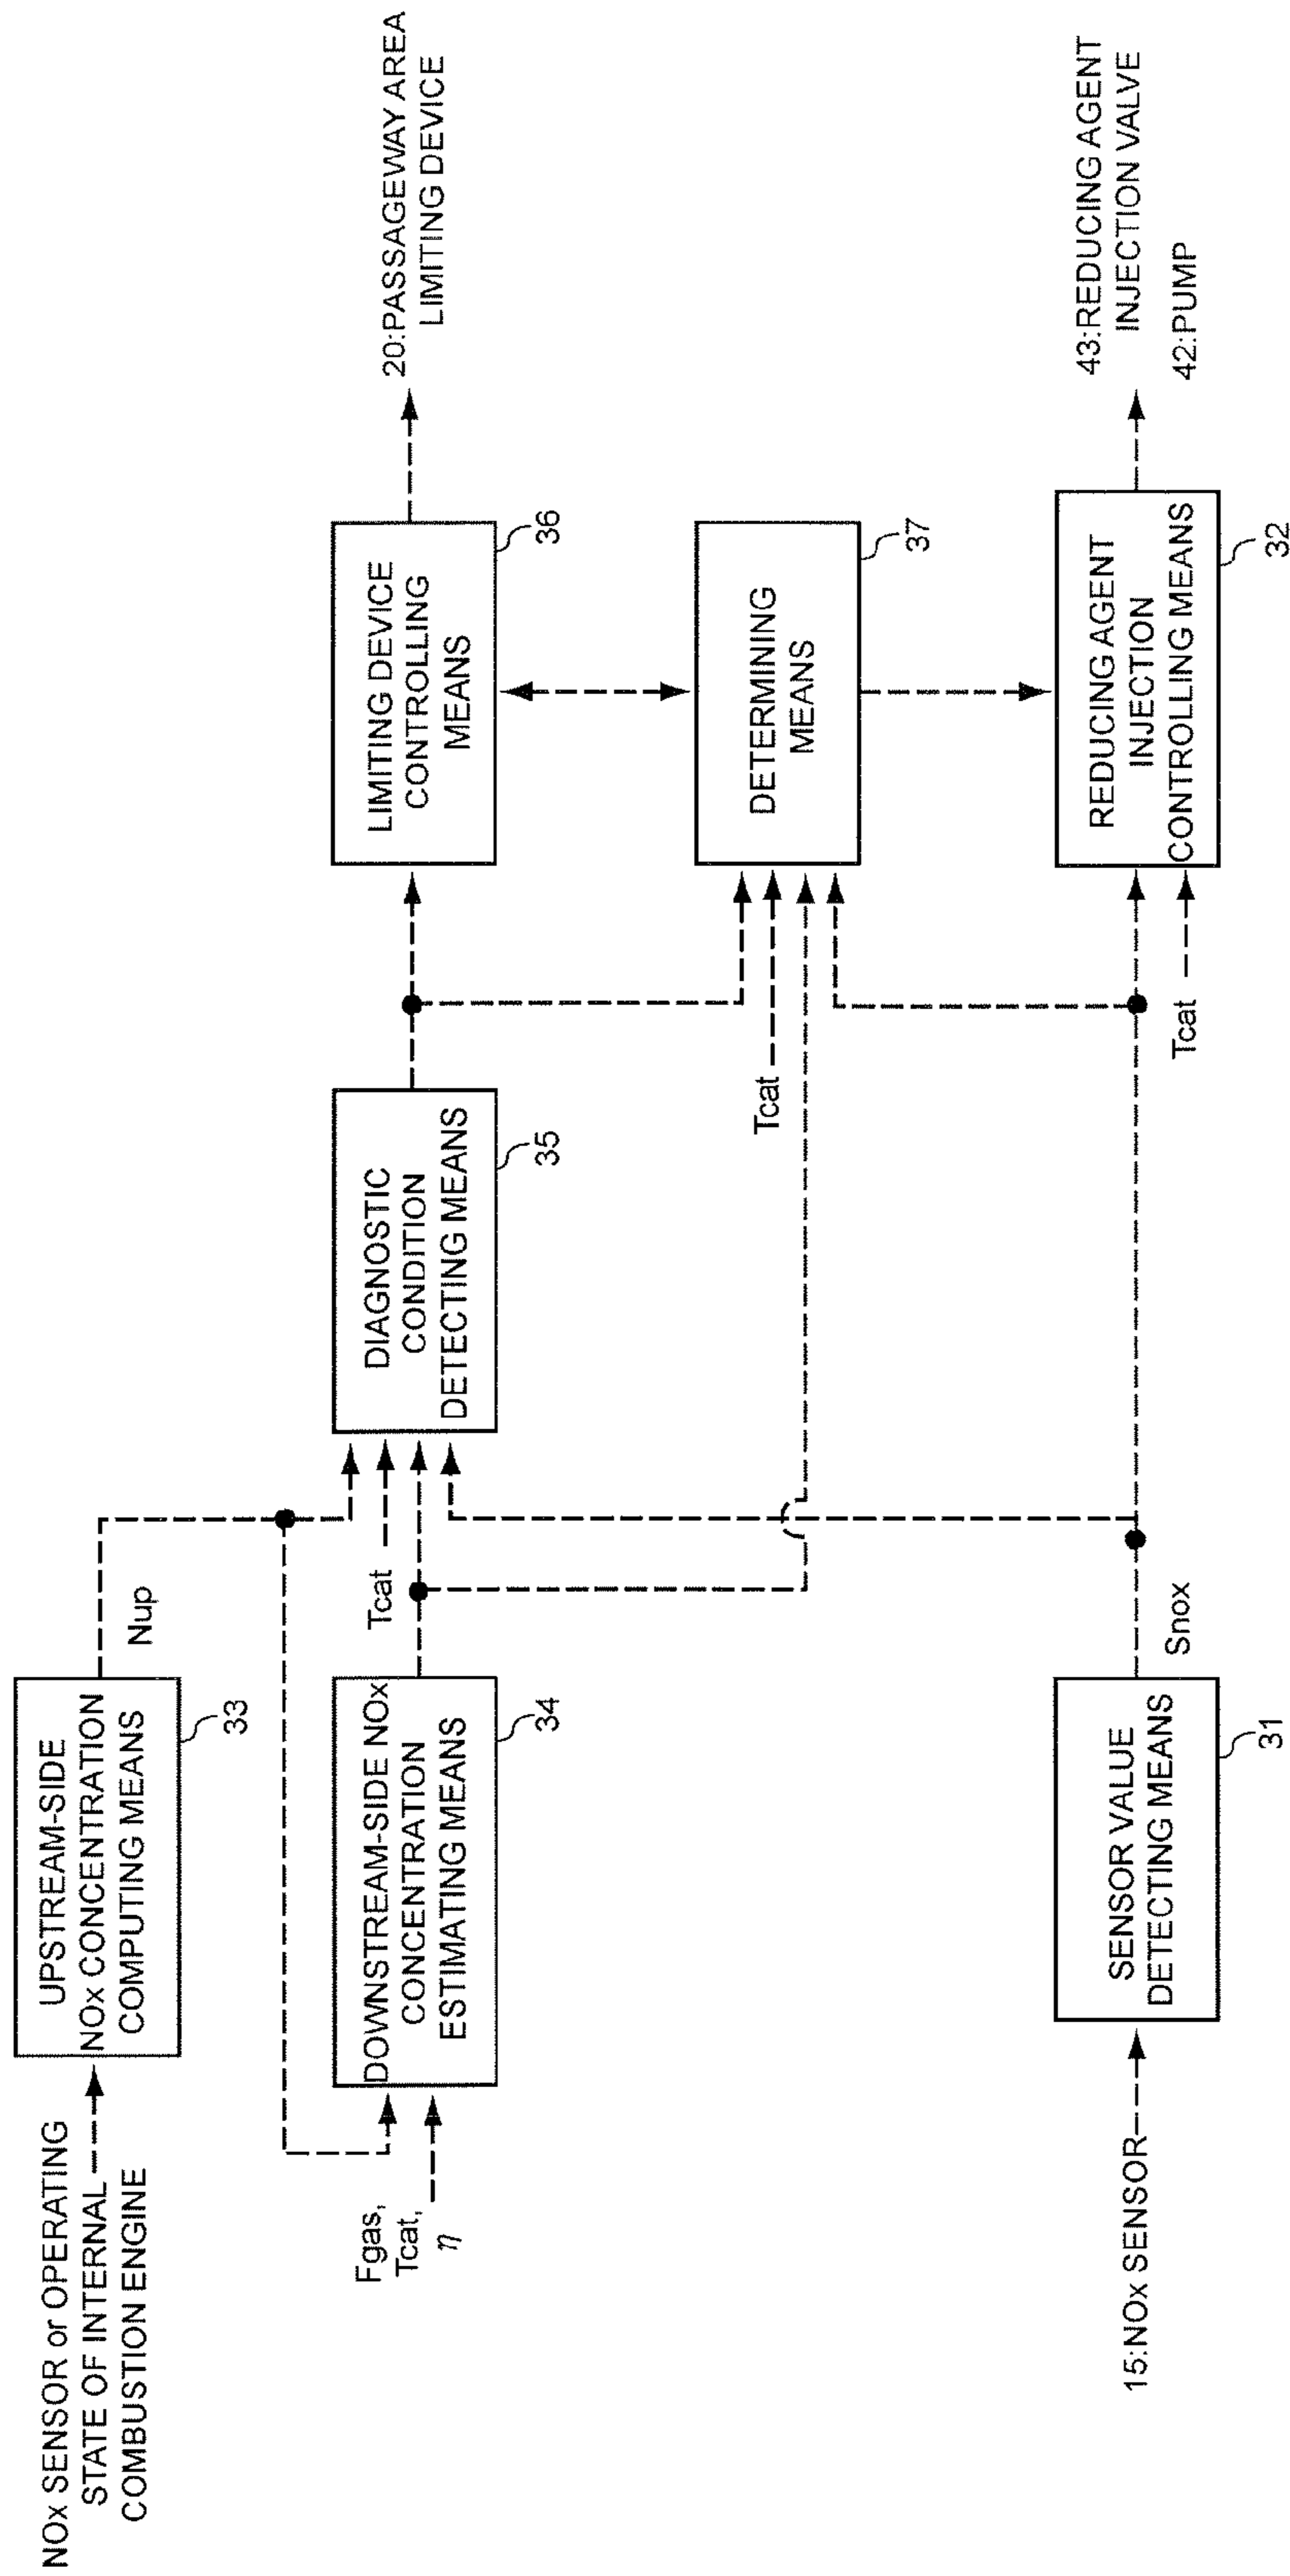 NOx SENSOR or OPERATING
STATE OF INTERNAL
COMBUSTION ENGINE
UPSTREAM-SIDE
NOx CONCENTRATION
COMPUTING MEANS
33
Nup
Fgas,
Tcat,
η
DOWNSTREAM-SIDE NOx
CONCENTRATION
ESTIMATING MEANS
34
Tcat
DIAGNOSTIC
CONDITION
DETECTING MEANS
35
LIMITING DEVICE
CONTROLLING
MEANS
36
20:PASSAGEWAY AREA
LIMITING DEVICE
Tcat
DETERMINING
MEANS
37
15:NOx SENSOR
SENSOR VALUE
DETECTING MEANS
31
Snox
Tcat
REDUCING AGENT
INJECTION
CONTROLLING MEANS
32
43:REDUCING AGENT
INJECTION VALVE
42:PUMP